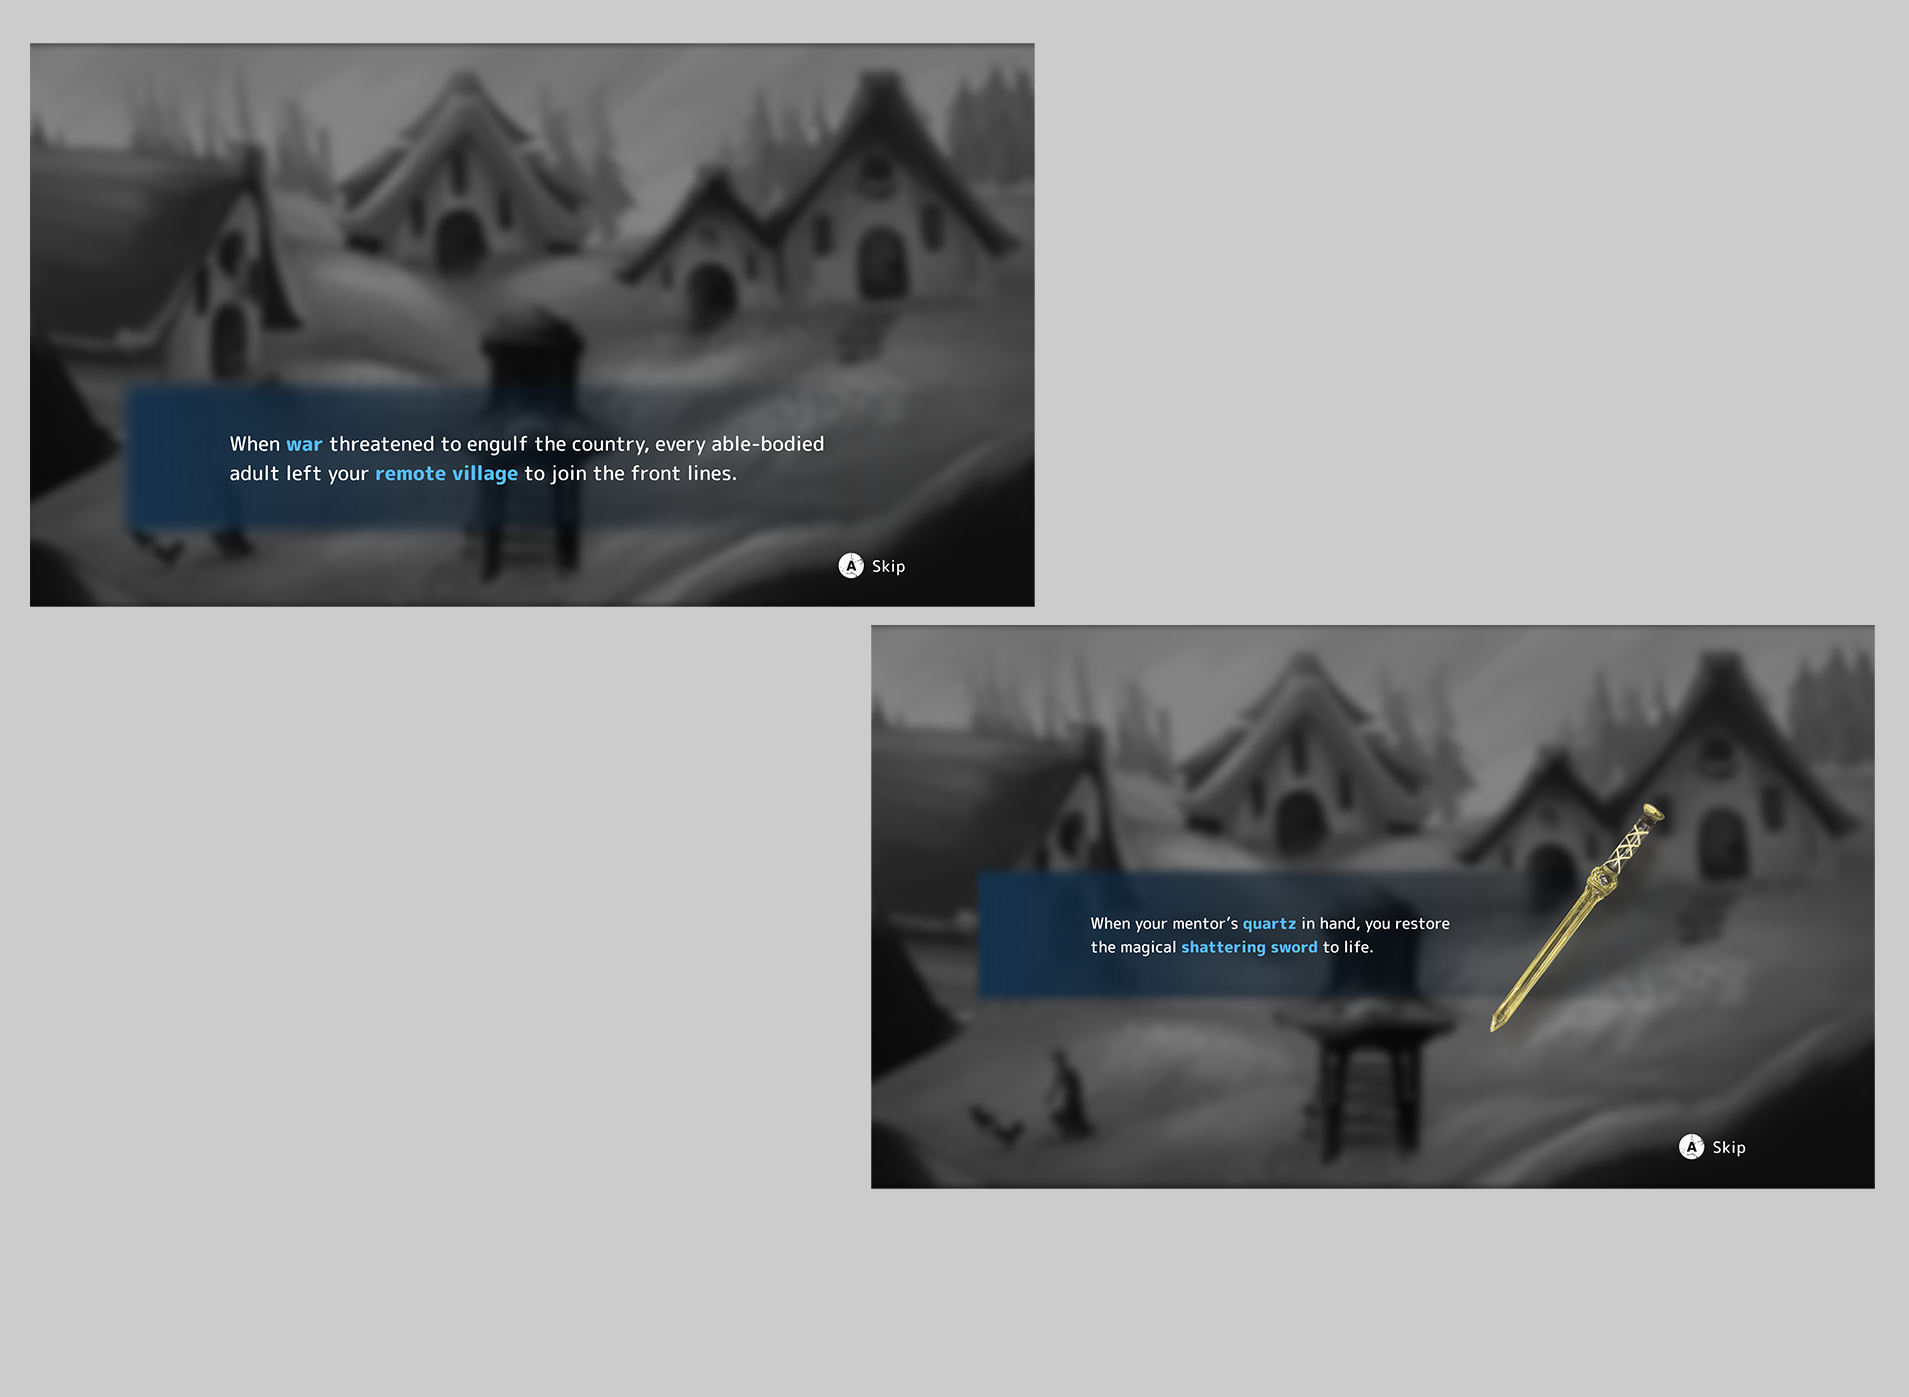 When war threatened to engulf the country, every able-bodied
adult left your remote village to join the front lines.
A Skip
When your mentor's quartz in hand, you restore
the magical shattering sword to life.
A Skip